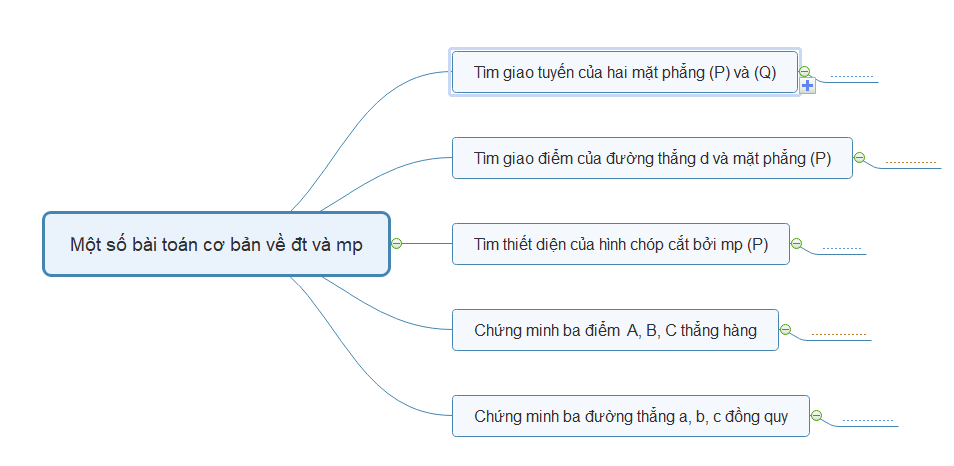 Tìm giao tuyến của hai mặt phẳng (P) và (Q)
...........
Tìm giao điểm của đường thẳng d và mặt phẳng (P)
.............
Một số bài toán cơ bản về đt và mp
Tìm thiết diện của hình chóp cắt bởi mp (P)
..........
Chứng minh ba điểm A, B, C thẳng hàng
..............
Chứng minh ba đường thẳng a, b, c đồng quy
.............